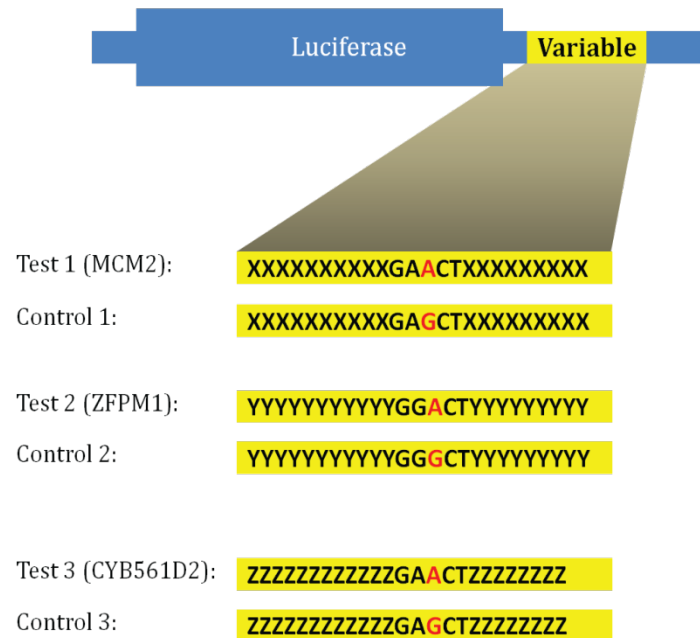 Luciferase Variable
Test 1 (MCM2): XXXXXXXXXXGAACTXXXXXXXXX
Control 1: XXXXXXXXXXGAGCTXXXXXXXXX
Test 2 (ZFPM1): YYYYYYYYYYYGGACTYYYYYYYYY
Control 2: YYYYYYYYYYYGGGCTYYYYYYYYY
Test 3 (CYB561D2): ZZZZZZZZZZZZGAACTZZZZZZZZ
Control 3: ZZZZZZZZZZZZGAGCTZZZZZZZZ